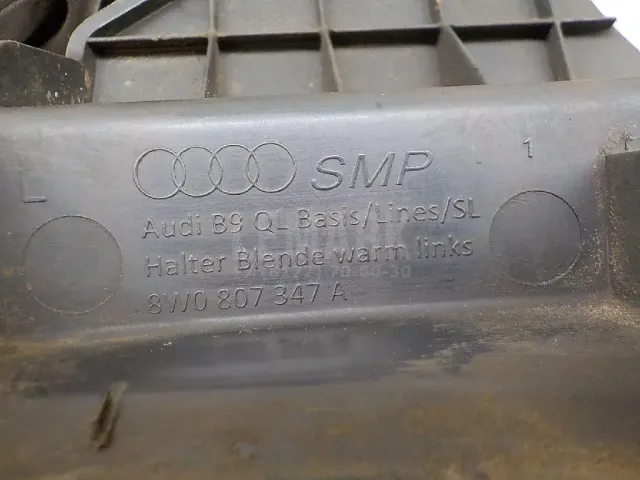 SMP
1
L
Audi B9 QL Basis/Lines/SL
Halter Blende warm links
8W0 807 347 A